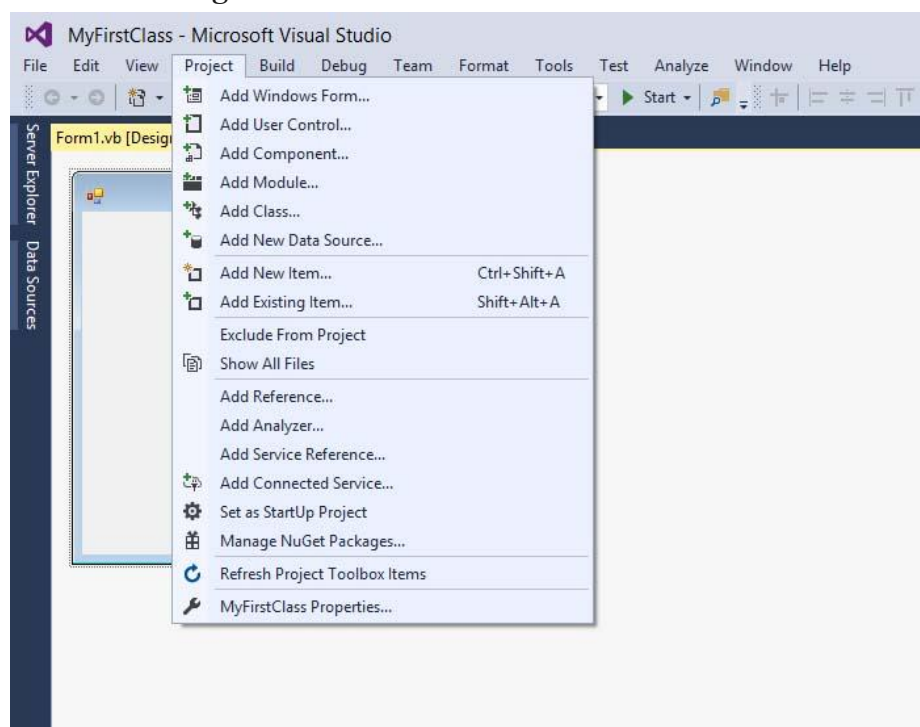 MyFirstClass - Microsoft Visual Studio
File Edit View Project Build Debug Team Format Tools Test Analyze Window Help
Start
Server Explorer
Data Sources
Form1.vb [Desig
Add Windows Form...
Add User Control...
Add Component...
Add Module...
Add Class...
Add New Data Source...
Add New Item... Ctrl+Shift+A
Add Existing Item... Shift+Alt+A
Exclude From Project
Show All Files
Add Reference...
Add Analyzer...
Add Service Reference...
Add Connected Service...
Set as StartUp Project
Manage NuGet Packages...
Refresh Project Toolbox Items
MyFirstClass Properties...